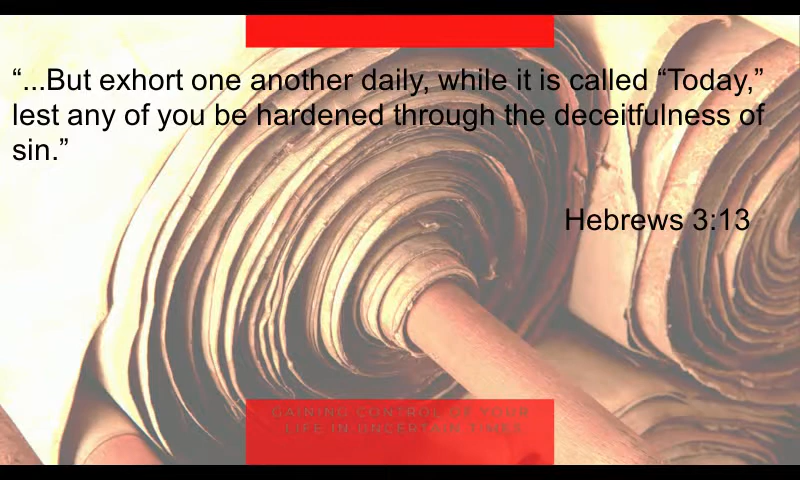 “...But exhort one another daily, while it is called “Today,”
lest any of you be hardened through the deceitfulness of
sin.”
Hebrews 3:13
GAINING CONTROL OF YOUR
LIFE IN UNCERTAIN TIMES